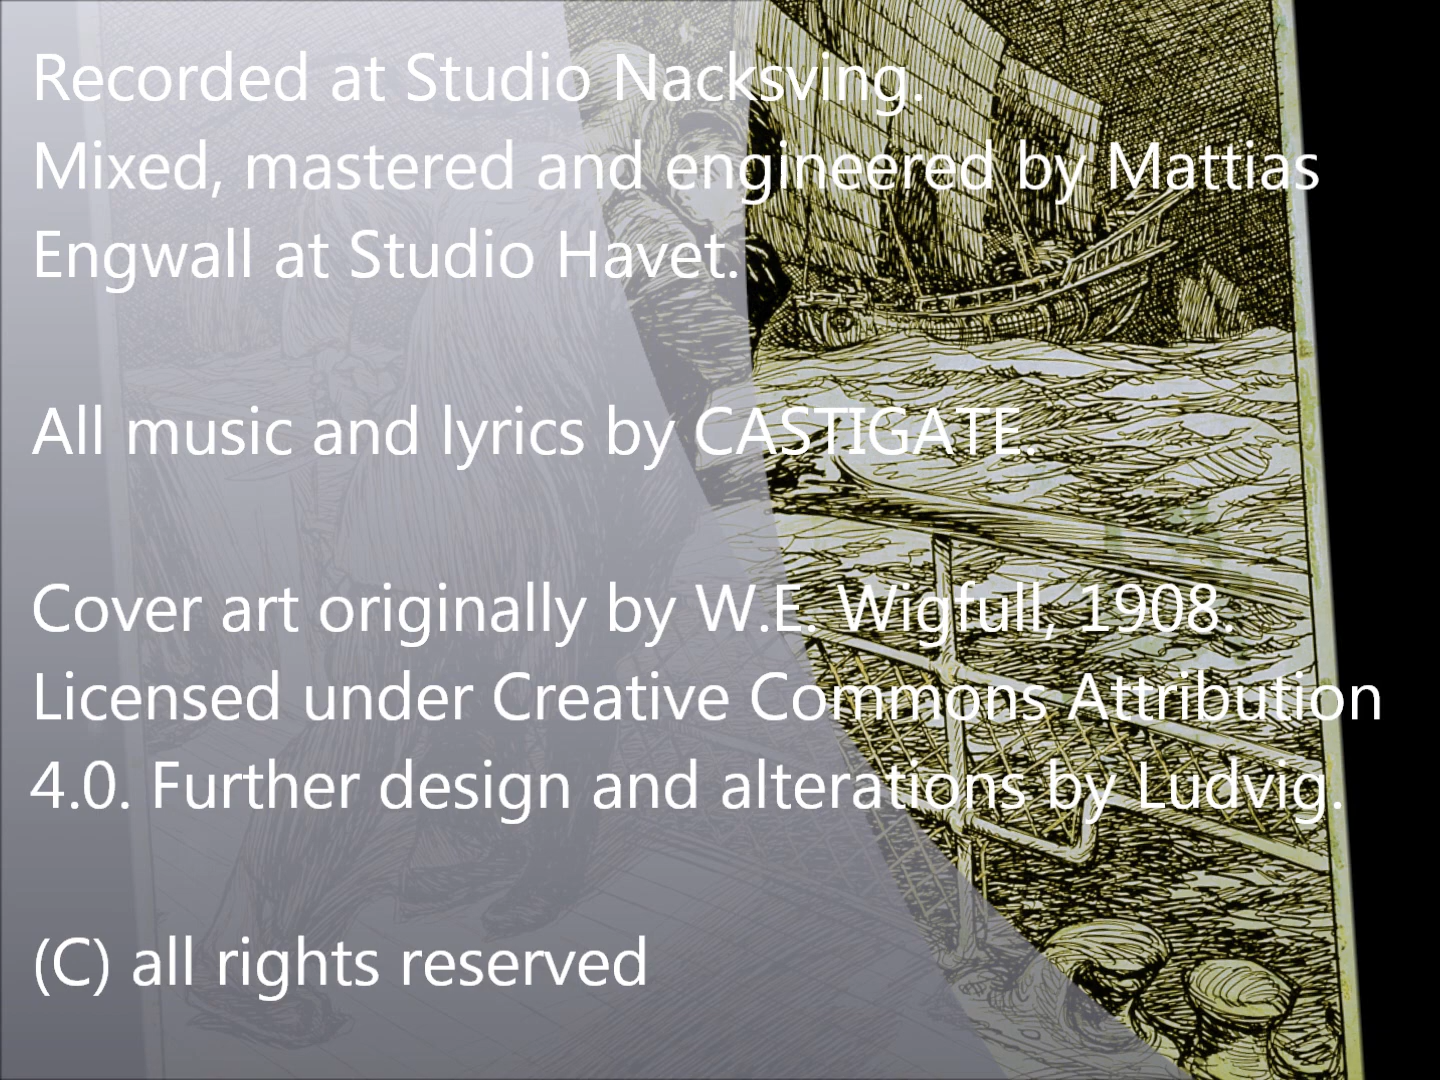 Recorded at Studio Nacksving.
Mixed, mastered and engineered by Mattias
Engwall at Studio Havet.
All music and lyrics by CASTIGATE.
Cover art originally by W.E. Wigfull, 1908.
Licensed under Creative Commons Attribution
4.0. Further design and alterations by Ludvig.
(C) all rights reserved